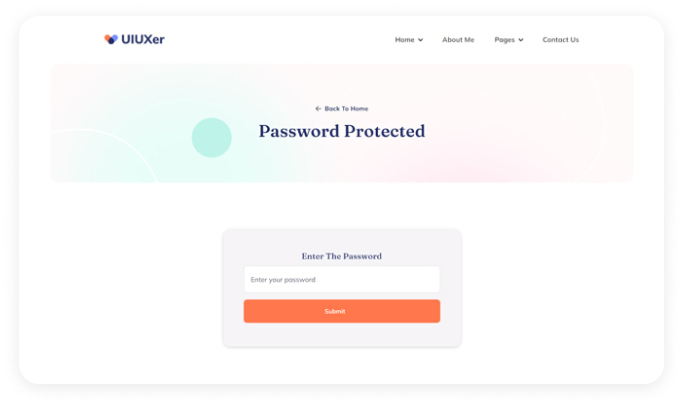 UIUXer
Home About Me Pages Contact Us
Back To Home
Password Protected
Enter The Password
Enter your password
Submit